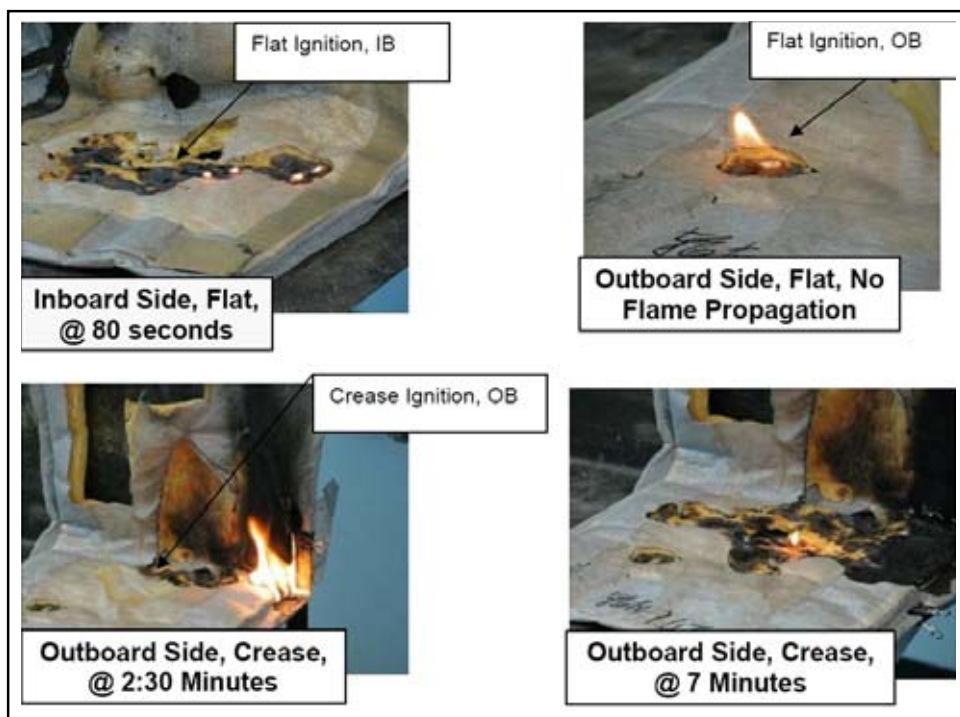 Flat Ignition, IB
Flat Ignition, OB
Inboard Side, Flat,
@ 80 seconds
Outboard Side, Flat, No
Flame Propagation
Crease Ignition, OB
Outboard Side, Crease,
@ 2:30 Minutes
Outboard Side, Crease,
@ 7 Minutes